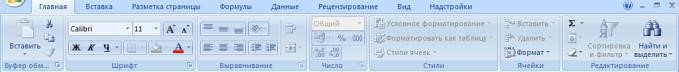 Главная Вставка Разметка страницы Формулы Данные Рецензирование Вид Надстройки
Calibri 11 A A Общий Условное форматирование Вставить Σ
Вставить Ж К Ч A % 000 Форматировать как таблицу Удалить Сортировка и фильтр Найти и выделить
Стили ячеек Формат
Буфер обм... Шрифт Выравнивание Число Стили Ячейки Редактирование